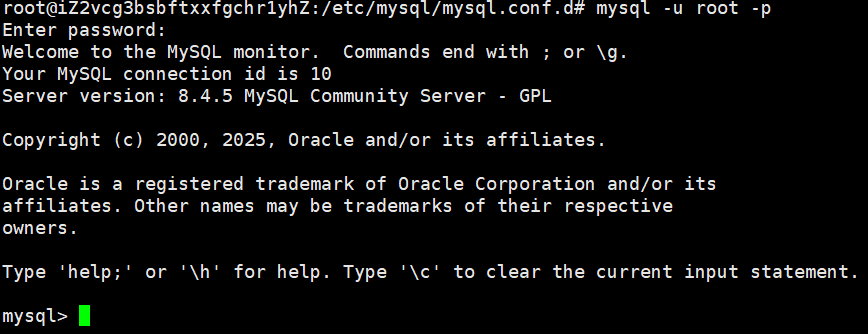 root@iZ2vcg3bsbftxxfgchr1yhZ:/etc/mysql/mysql.conf.d# mysql -u root -p
Enter password:
Welcome to the MySQL monitor.  Commands end with ; or \g.
Your MySQL connection id is 10
Server version: 8.4.5 MySQL Community Server - GPL

Copyright (c) 2000, 2025, Oracle and/or its affiliates.

Oracle is a registered trademark of Oracle Corporation and/or its
affiliates. Other names may be trademarks of their respective
owners.

Type 'help;' or '\h' for help. Type '\c' to clear the current input statement.

mysql>